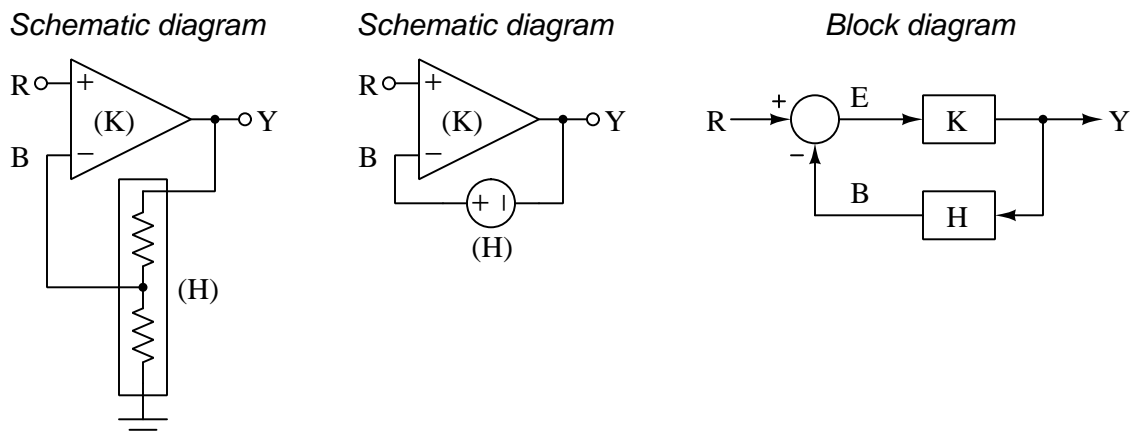 Schematic diagram
R
+
(K)
−
B
Y
(H)
Schematic diagram
R
+
(K)
−
B
Y
+ −
(H)
Block diagram
R
+
−
E
K
Y
B
H